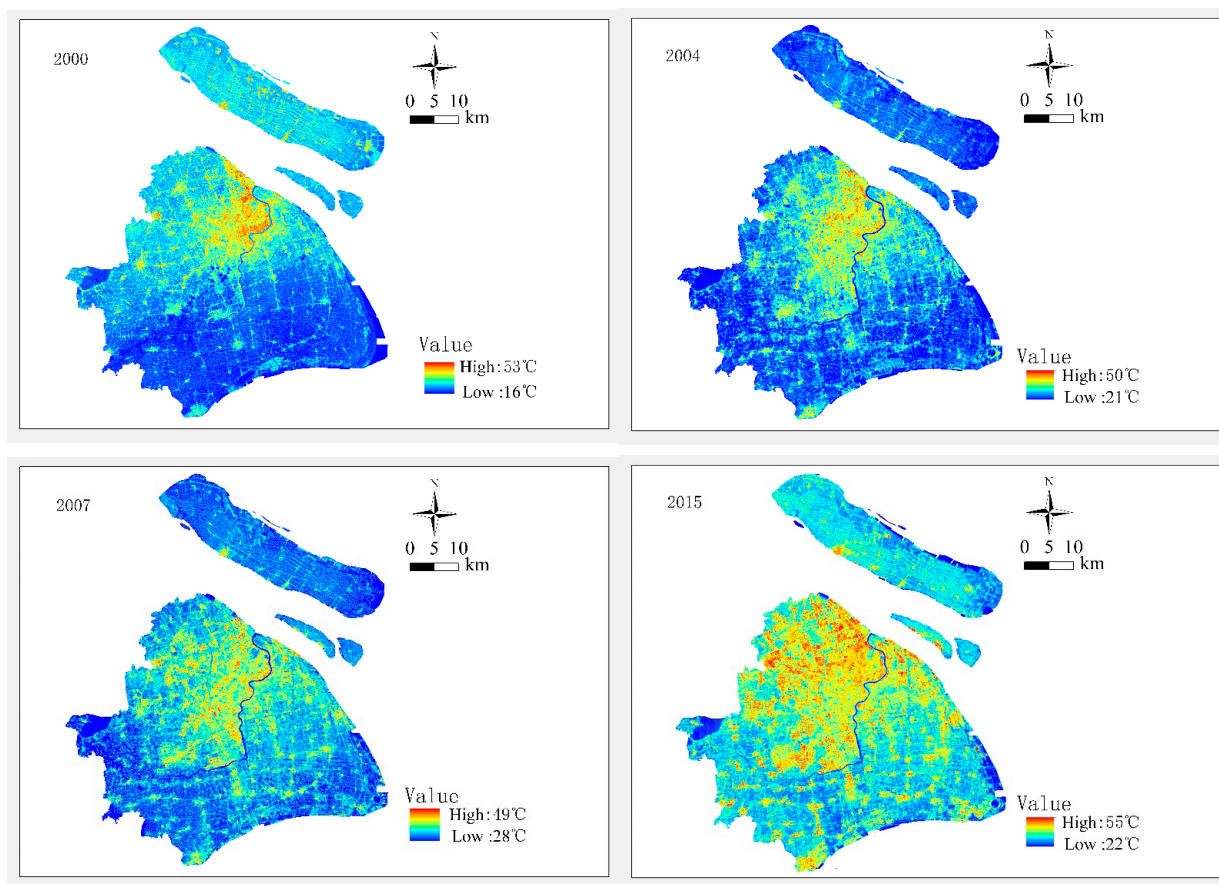 2000
N
0 5 10
km
Value
High:53℃
Low :16℃
2004
N
0 5 10
km
Value
High:50℃
Low :21℃
2007
N
0 5 10
km
Value
High:49℃
Low :28℃
2015
N
0 5 10
km
Value
High:55℃
Low :22℃